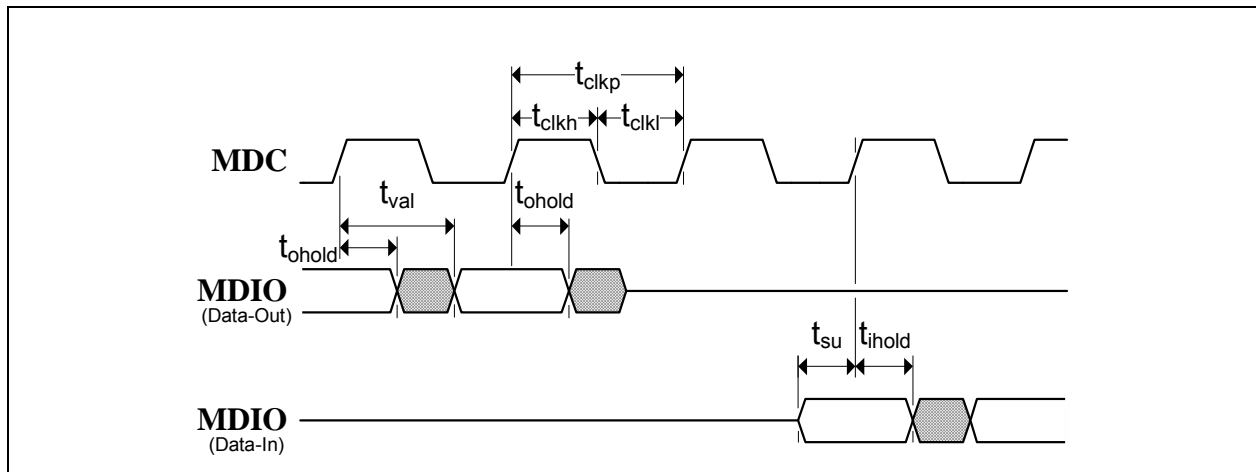 tclkp
tclkh tclkl
MDC
tval
tohold
tohold
MDIO
(Data-Out)
tsu tihold
MDIO
(Data-In)